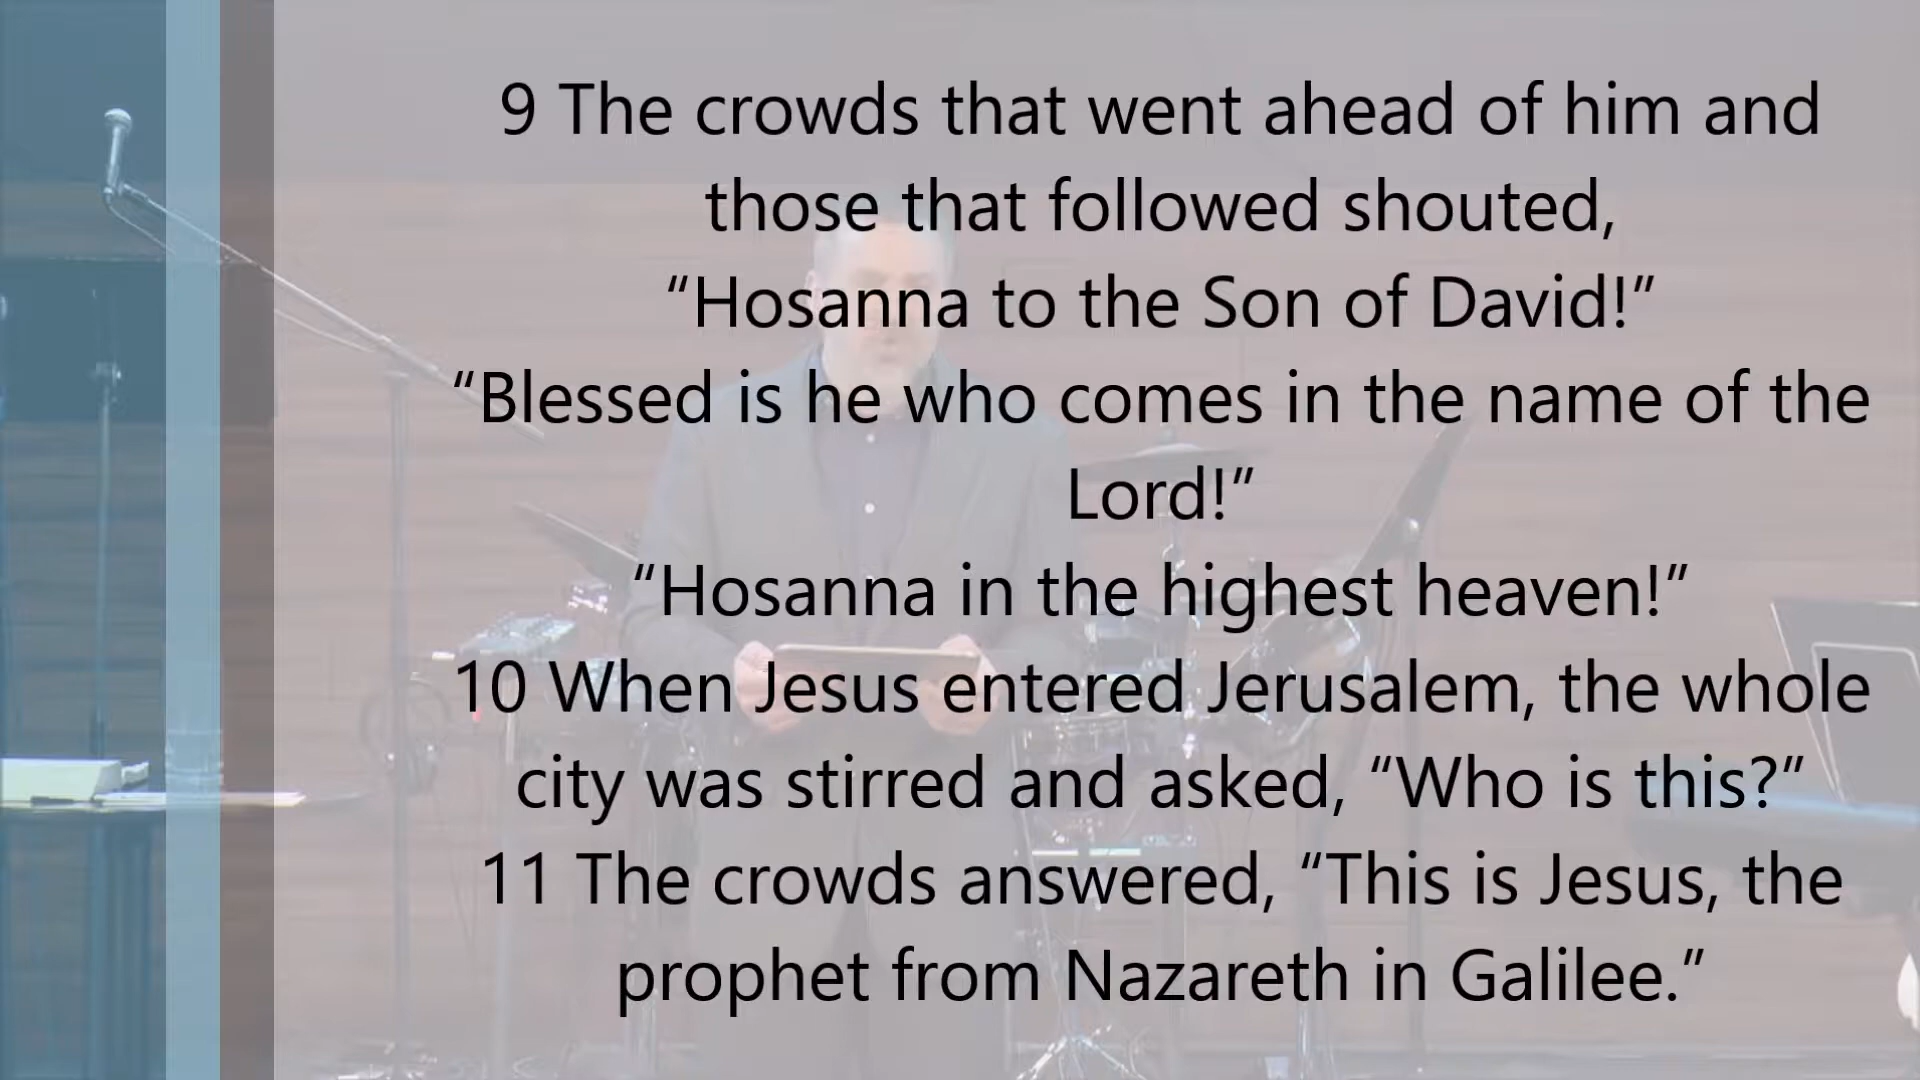 9 The crowds that went ahead of him and
those that followed shouted,
“Hosanna to the Son of David!”
“Blessed is he who comes in the name of the
Lord!”
“Hosanna in the highest heaven!”
10 When Jesus entered Jerusalem, the whole
city was stirred and asked, “Who is this?”
11 The crowds answered, “This is Jesus, the
prophet from Nazareth in Galilee.”